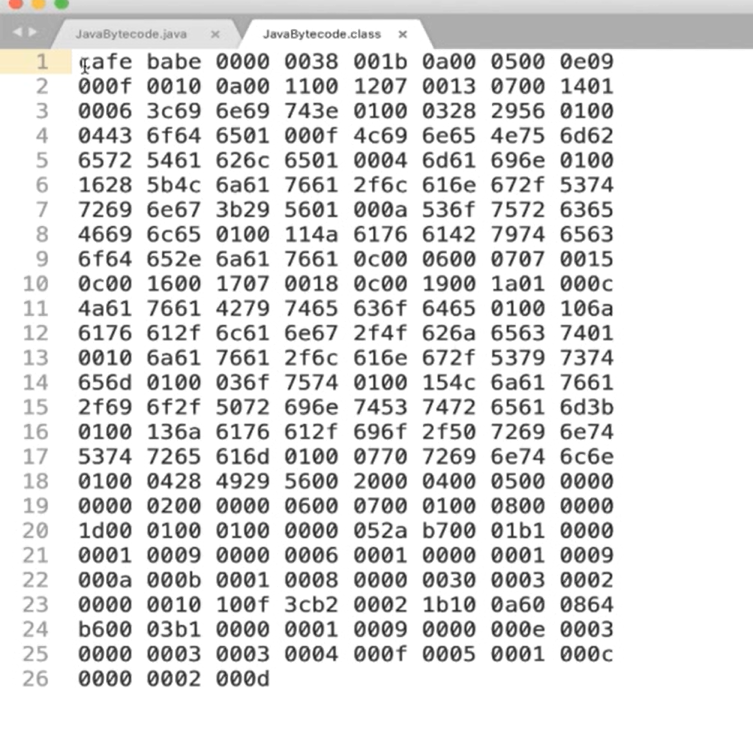 JavaBytecode.java × JavaBytecode.class ×
1 cafe babe 0000 0038 001b 0a00 0500 0e09
2 000f 0010 0a00 1100 1207 0013 0700 1401
3 0006 3c69 6e69 743e 0100 0328 2956 0100
4 0443 6f64 6501 000f 4c69 6e65 4e75 6d62
5 6572 5461 626c 6501 0004 6d61 696e 0100
6 1628 5b4c 6a61 7661 2f6c 616e 672f 5374
7 7269 6e67 3b29 5601 000a 536f 7572 6365
8 4669 6c65 0100 114a 6176 6142 7974 6563
9 6f64 652e 6a61 7661 0c00 0600 0707 0015
10 0c00 1600 1707 0018 0c00 1900 1a01 000c
11 4a61 7661 4279 7465 636f 6465 0100 106a
12 6176 612f 6c61 6e67 2f4f 626a 6563 7401
13 0010 6a61 7661 2f6c 616e 672f 5379 7374
14 656d 0100 036f 7574 0100 154c 6a61 7661
15 2f69 6f2f 5072 696e 7453 7472 6561 6d3b
16 0100 136a 6176 612f 696f 2f50 7269 6e74
17 5374 7265 616d 0100 0770 7269 6e74 6c6e
18 0100 0428 4929 5600 2000 0400 0500 0000
19 0000 0200 0000 0600 0700 0100 0800 0000
20 1d00 0100 0100 0000 052a b700 01b1 0000
21 0001 0009 0000 0006 0001 0000 0001 0009
22 000a 000b 0001 0008 0000 0030 0003 0002
23 0000 0010 100f 3cb2 0002 1b10 0a60 0864
24 b600 03b1 0000 0001 0009 0000 000e 0003
25 0000 0003 0003 0004 000f 0005 0001 000c
26 0000 0002 000d